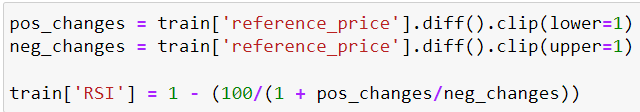 pos_changes = train['reference_price'].diff().clip(lower=1)
neg_changes = train['reference_price'].diff().clip(upper=1)
train['RSI'] = 1 - (100/(1 + pos_changes/neg_changes))